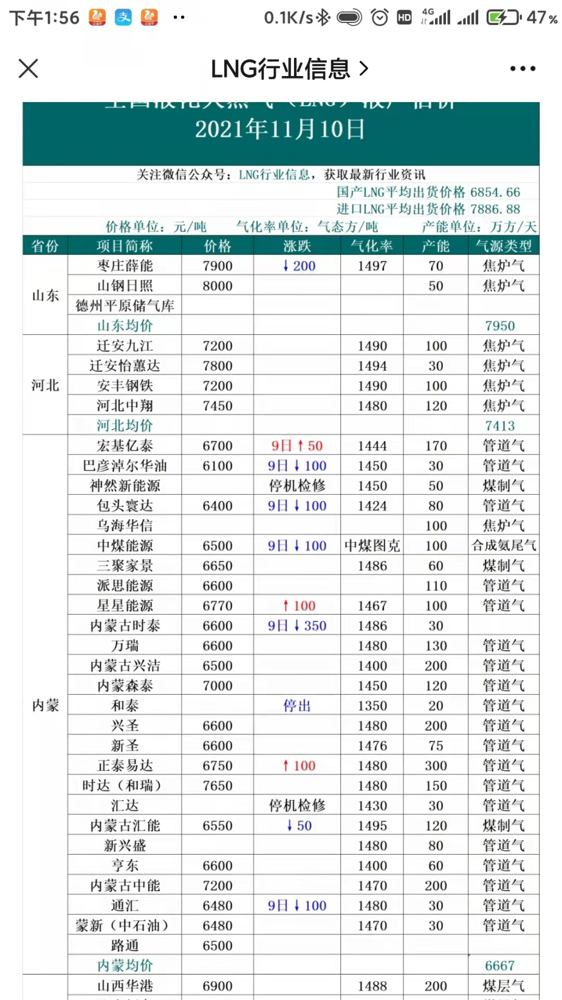 下午1:56 0.1K/s HD 4G 47%
LNG行业信息 >
全国液化天然气（LNG）液厂估价
2021年11月10日
关注微信公众号：LNG行业信息，获取最新行业资讯
国产LNG平均出货价格 6854.66
进口LNG平均出货价格 7886.88
价格单位：元/吨 气化率单位：气态方/吨 产能单位：万方/天
省份 项目简称 价格 涨跌 气化率 产能 气源类型
山东
枣庄薛能 7900 ↓200 1497 70 焦炉气
山钢日照 8000 50 焦炉气
德州平原储气库
山东均价 7950
河北
迁安九江 7200 1490 100 焦炉气
迁安怡蕙达 7800 1494 30 焦炉气
安丰钢铁 7200 1490 100 焦炉气
河北中翔 7450 1480 120 焦炉气
河北均价 7413
内蒙
宏基亿泰 6700 9日↑50 1444 170 管道气
巴彦淖尔华油 6100 9日↓100 1450 30 管道气
神然新能源 停机检修 1450 50 煤制气
包头寰达 6400 9日↓100 1424 80 管道气
乌海华信 100 焦炉气
中煤能源 6500 9日↓100 中煤图克 100 合成氨尾气
三聚家景 6650 1486 60 煤制气
派思能源 6600 110 管道气
星星能源 6770 ↑100 1467 100 管道气
内蒙古时泰 6600 9日↓350 1486 30
万瑞 6600 1480 130 管道气
内蒙古兴洁 6500 1400 200 管道气
内蒙森泰 7000 1450 120 管道气
和泰 停出 1350 20 管道气
兴圣 6600 1480 200 管道气
新圣 6600 1476 75 管道气
正泰易达 6750 ↑100 1480 300 管道气
时达（和瑞） 7650 1480 150 管道气
汇达 停机检修 1430 30 管道气
内蒙古汇能 6550 ↓50 1495 120 煤制气
新兴盛 1480 80 管道气
亨东 6600 1400 60 管道气
内蒙古中能 7200 1470 200 管道气
通汇 6480 9日↓100 1480 30 管道气
蒙新（中石油） 6480 1470 30 管道气
路通 6500
内蒙均价 6667
山西华港 6900 1488 200 煤层气